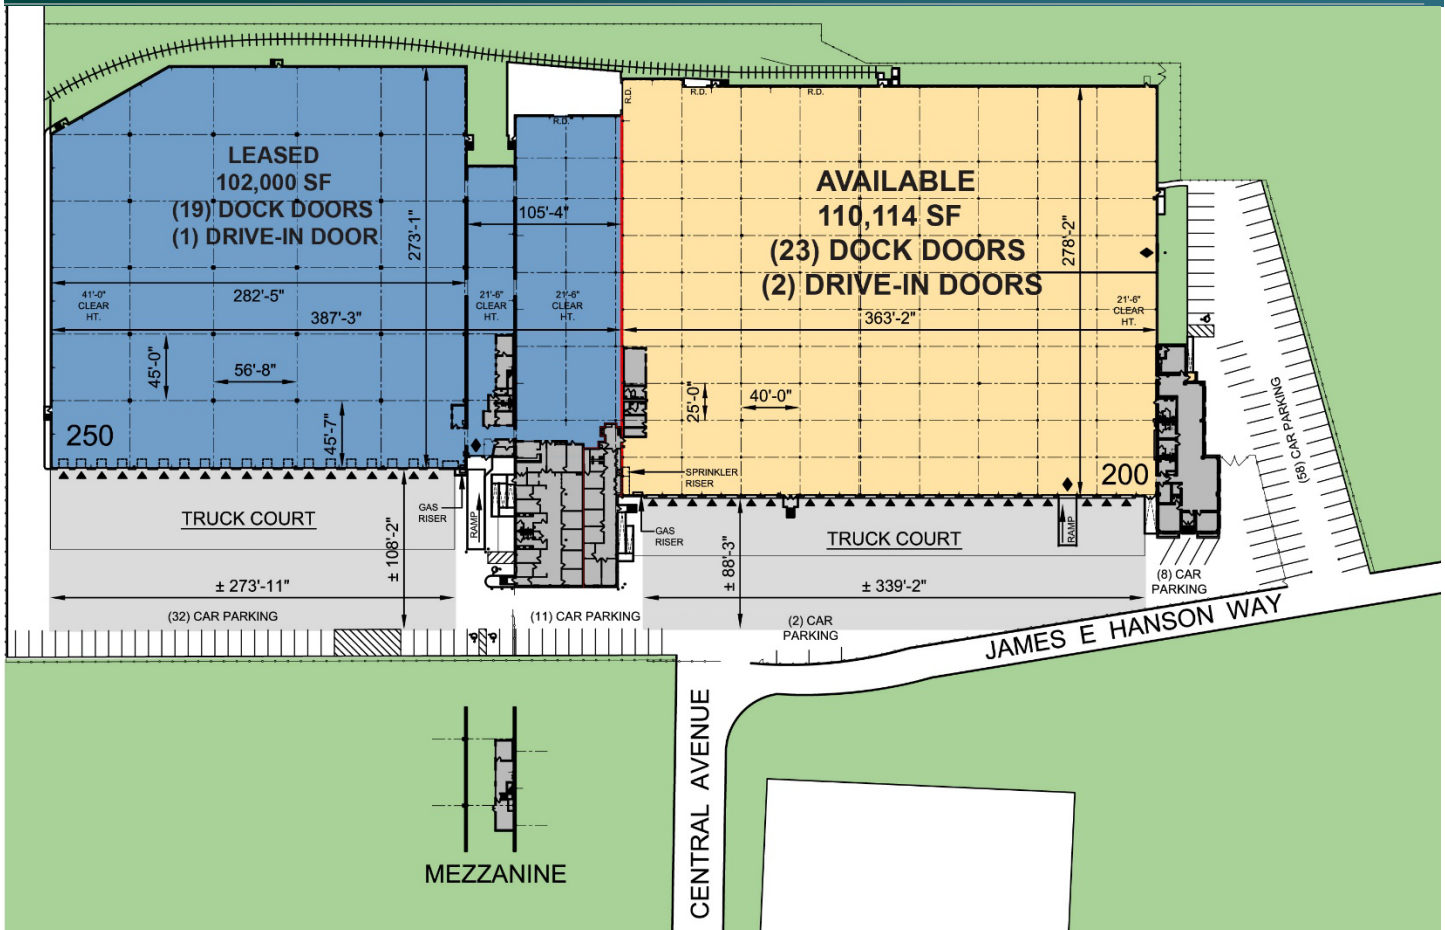 LEASED
102,000 SF
(19) DOCK DOORS
(1) DRIVE-IN DOOR
273'-1"
105'-4"
R.D.
R.D.
R.D.
R.D.
AVAILABLE
110,114 SF
(23) DOCK DOORS
(2) DRIVE-IN DOORS
278'-2"
41'-0"
CLEAR
HT.
282'-5"
387'-3"
21'-6"
CLEAR
HT.
21'-6"
CLEAR
HT.
363'-2"
21'-6"
CLEAR
HT.
45'-0"
56'-8"
45'-7"
25'-0"
40'-0"
250
200
SPRINKLER
RISER
GAS
RISER
RAMP
GAS
RISER
RAMP
TRUCK COURT
± 108'-2"
± 273'-11"
(32) CAR PARKING
(11) CAR PARKING
TRUCK COURT
± 88'-3"
± 339'-2"
(2) CAR
PARKING
(8) CAR
PARKING
(58) CAR PARKING
JAMES E HANSON WAY
CENTRAL AVENUE
MEZZANINE